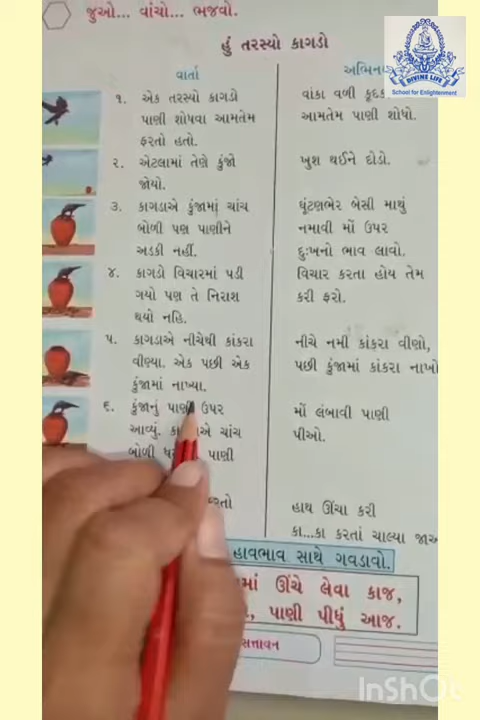 જુઓ... વાંચો... ભજવો.
હું તરસ્યો કાગડો
વાર્તા
૧. એક તરસ્યો કાગડો
પાણી શોધવા આમતેમ
ફરતો હતો.
૨. એટલામાં તેણે કુંજો
જોયો.
૩. કાગડાએ કુંજામાં ચાંચ
બોળી પણ પાણીને
અડકી નહીં.
૪. કાગડો વિચારમાં પડી
ગયો પણ તે નિરાશ
થયો નહિ.
૫. કાગડાએ નીચેથી કાંકરા
વીણ્યા. એક પછી એક
કુંજામાં નાખ્યા.
૬. કુંજાનું પાણી ઉપર
આવ્યું. ચાંચ
બોળી પાણી
વાંકા વળી
આમતેમ પાણી શોધો.
ખુશ થઈને દોડો.
ઘૂંટણભેર બેસી માથું
નમાવી મોં ઉપર
દુઃખનો ભાવ લાવો.
વિચાર કરતા હોય તેમ
કરી ફરો.
નીચે નમી કાંકરા વીણો,
પછી કુંજામાં કાંકરા નાખો
મોં લંબાવી પાણી
પીઓ.
હાથ ઊંચા કરી
કા...કા કરતાં ચાલ્યા
હાવભાવ સાથે ગવડાવો.
ઊંચે લેવા કાજ,
પાણી પીધું આજ.
સત્તાવન
DIVINE LIFE
School for Enlightenment
InShOt